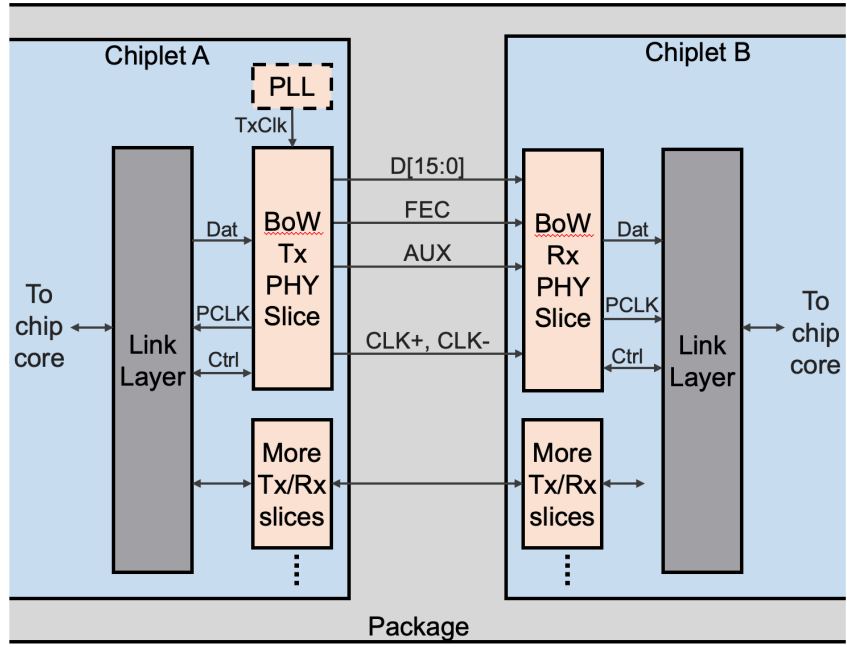 Chiplet A
Chiplet B
PLL
TxClk
D[15:0]
FEC
AUX
CLK+, CLK-
BoW
Tx
PHY
Slice
BoW
Rx
PHY
Slice
Dat
PCLK
Ctrl
Dat
PCLK
Ctrl
To
chip
core
Link
Layer
Link
Layer
To
chip
core
More
Tx/Rx
slices
More
Tx/Rx
slices
Package